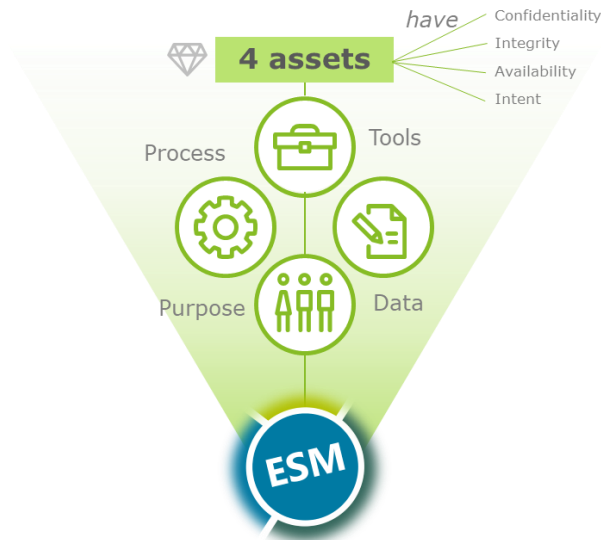 have
Confidentiality
Integrity
Availability
Intent
4 assets
Tools
Process
Purpose
Data
ESM